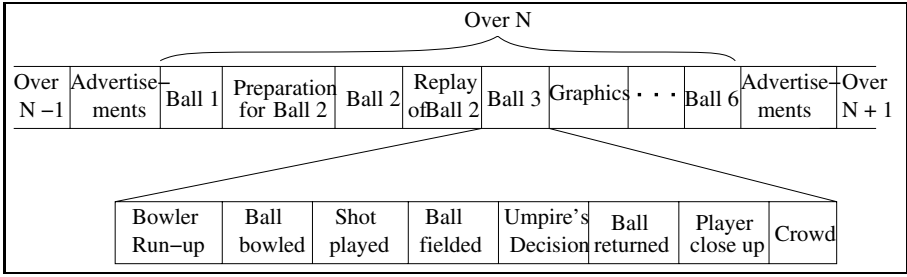 Over N
Over
N −1
Advertise−
ments
Ball 1
Preparation
for Ball 2
Ball 2
Replay
ofBall 2
Ball 3
Graphics
. . .
Ball 6
Advertise−
ments
Over
N + 1
Bowler
Run−up
Ball
bowled
Shot
played
Ball
fielded
Umpire's
Decision
Ball
returned
Player
close up
Crowd